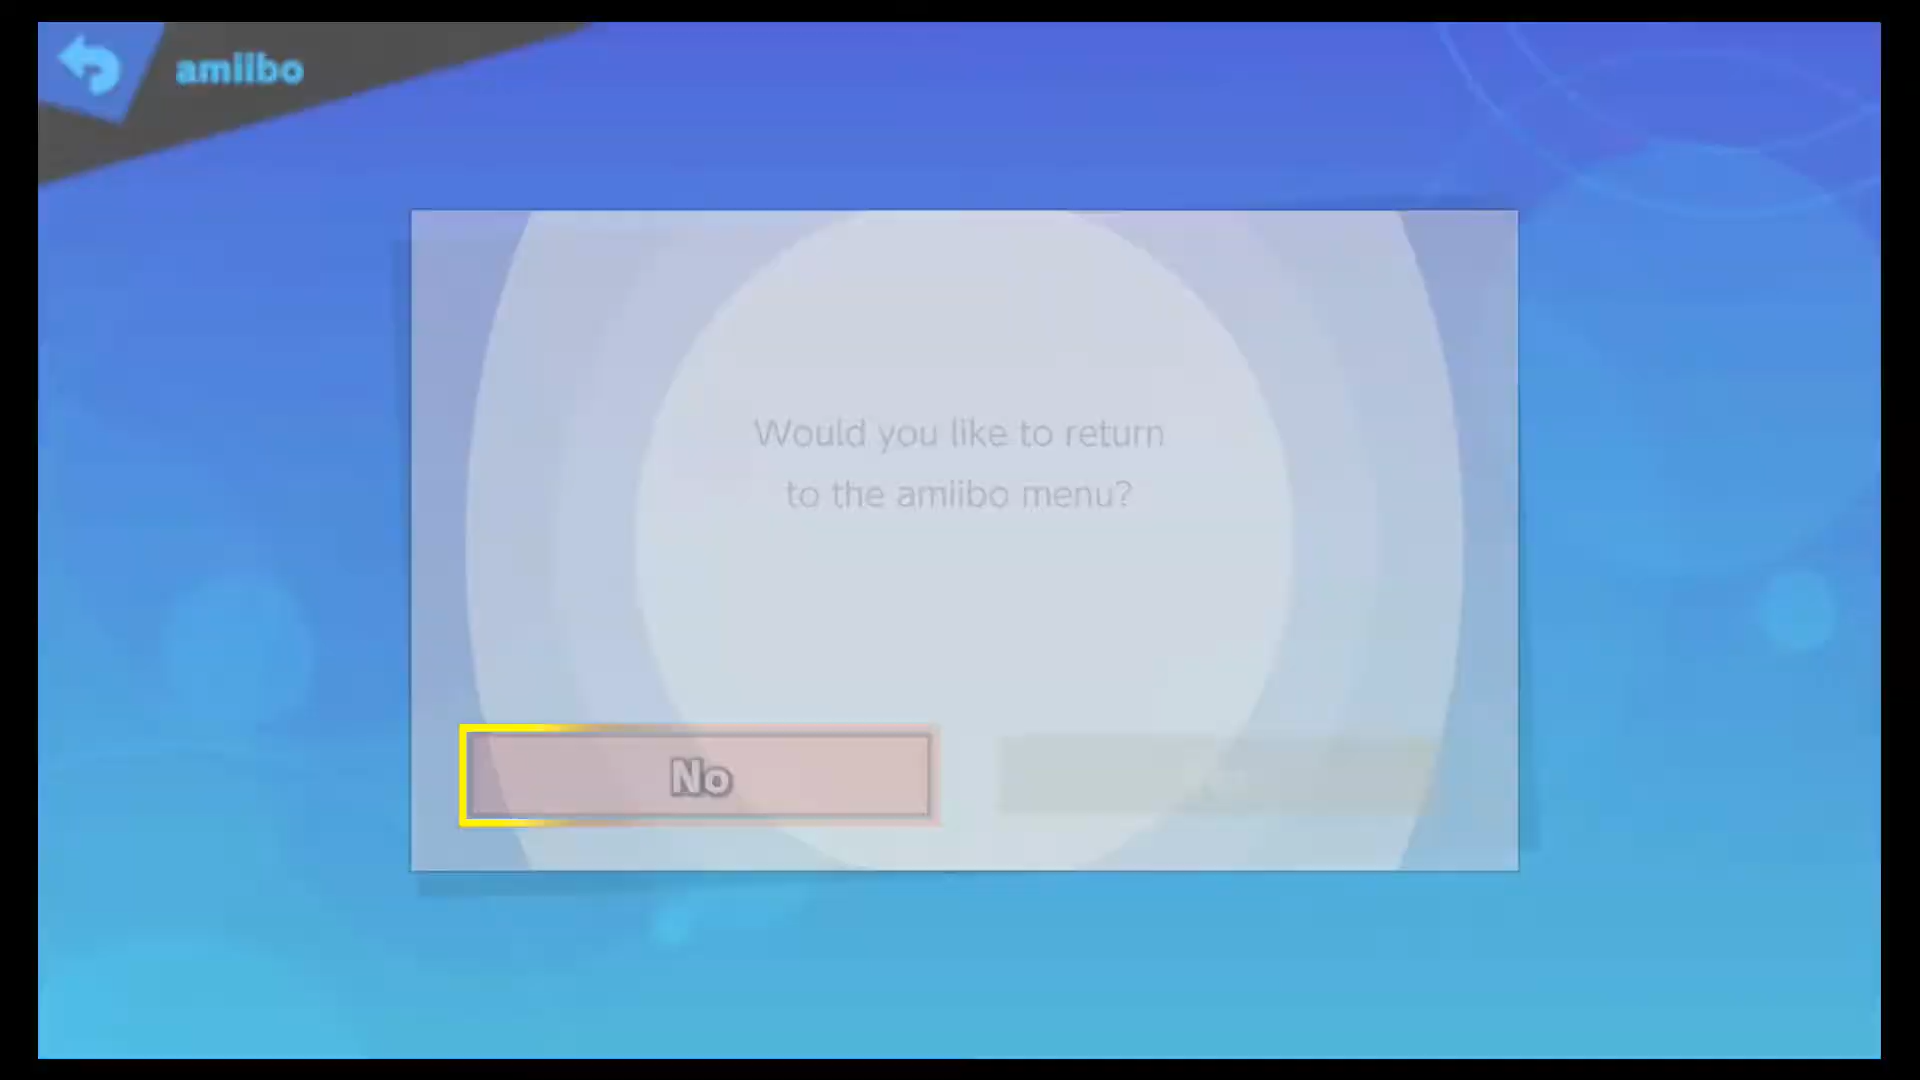 amiibo
Would you like to return
to the amiibo menu?
No